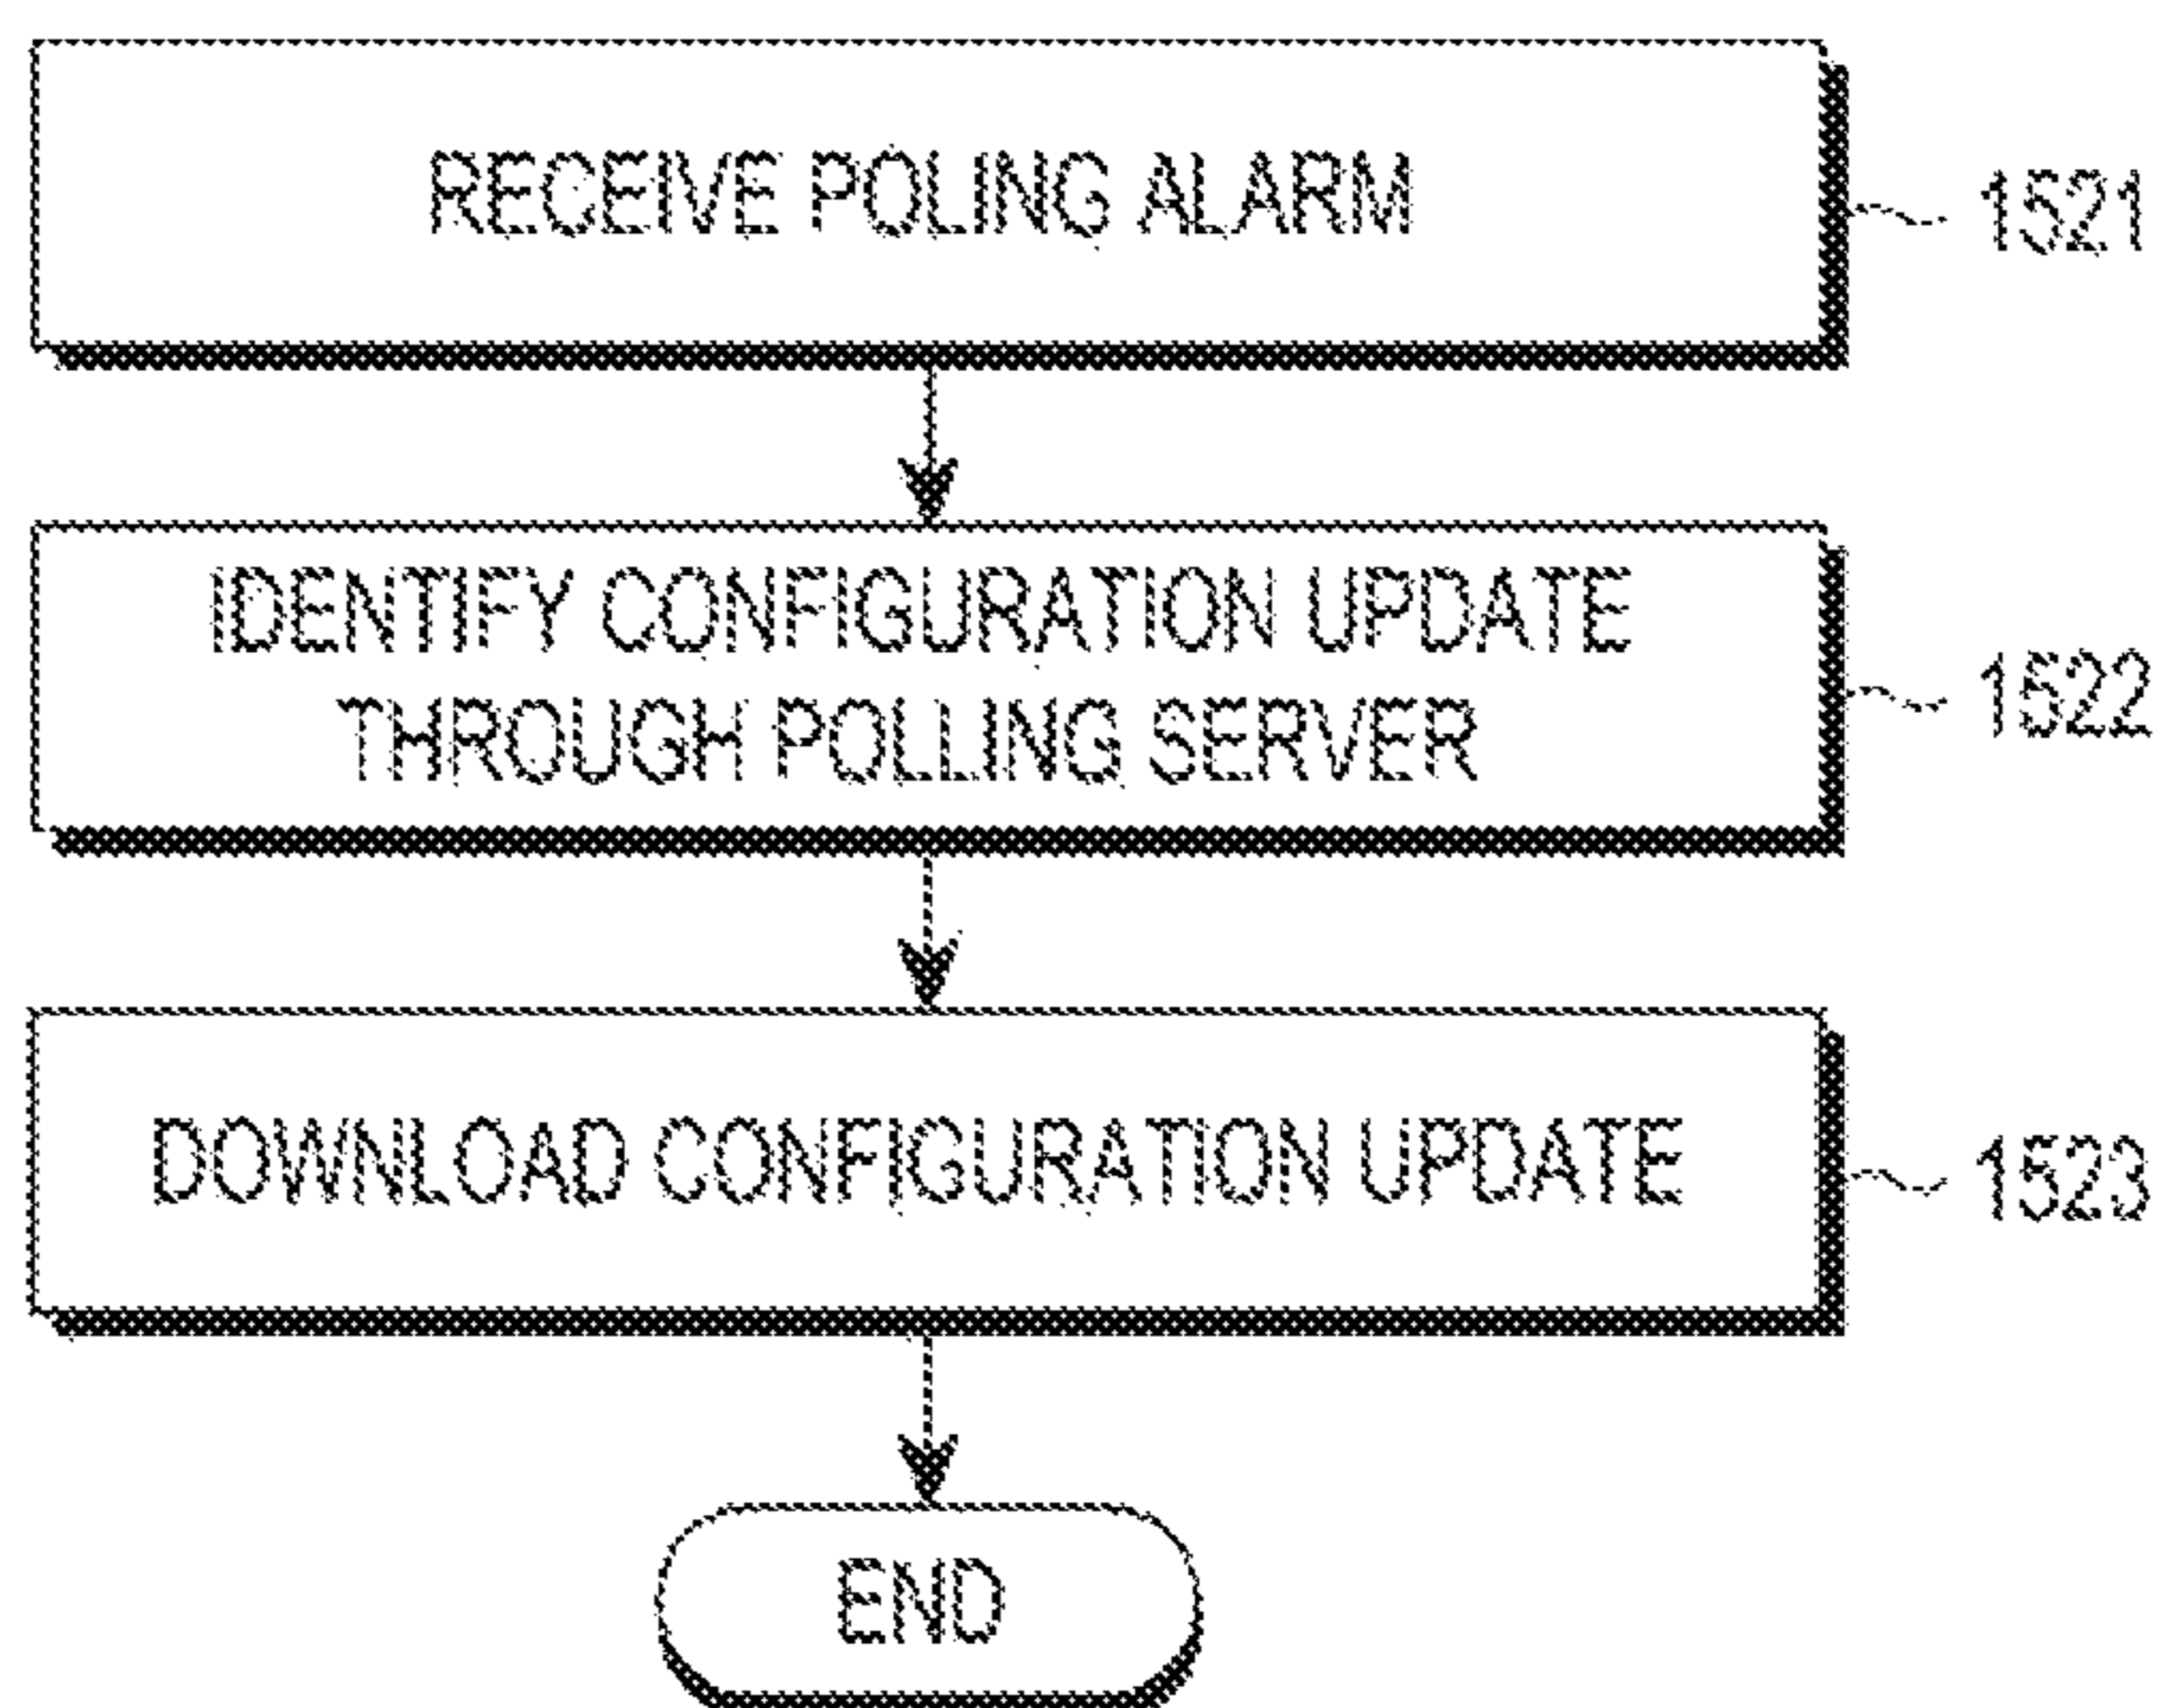 RECEIVE POLING ALARM
1521
IDENTIFY CONFIGURATION UPDATE
THROUGH POLLING SERVER
1522
DOWNLOAD CONFIGURATION UPDATE
1523
END